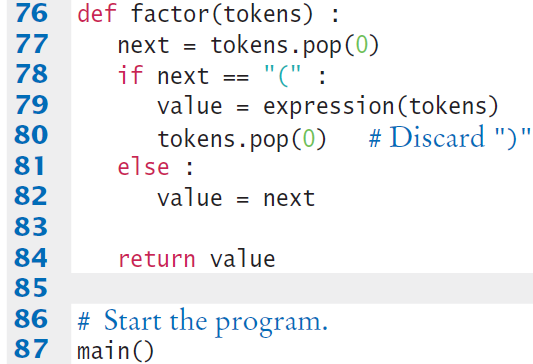 76 def factor(tokens) :
77    next = tokens.pop(0)
78    if next == "(" :
79       value = expression(tokens)
80       tokens.pop(0)   # Discard ")"
81    else :
82       value = next
83
84    return value
85
86 # Start the program.
87 main()